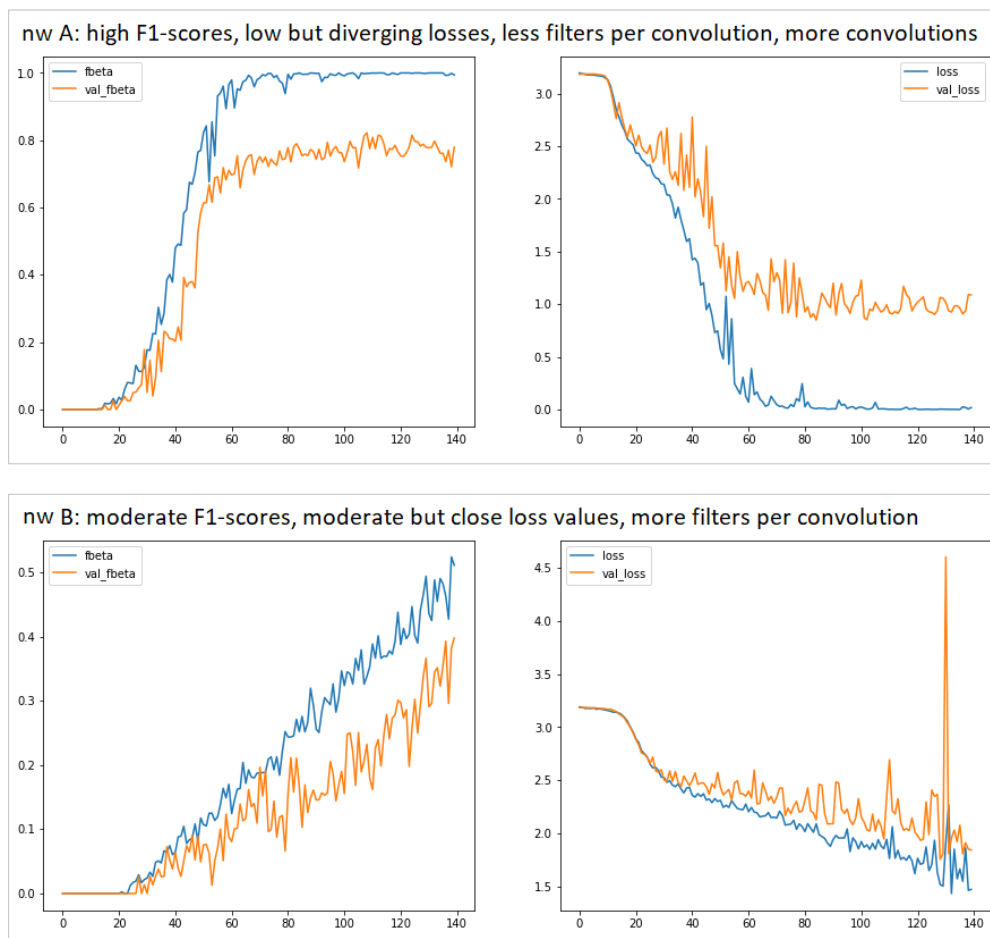 nw A: high F1-scores, low but diverging losses, less filters per convolution, more convolutions
fbeta
val_fbeta
1.0
0.8
0.6
0.4
0.2
0.0
0 20 40 60 80 100 120 140
loss
val_loss
3.0
2.5
2.0
1.5
1.0
0.5
0.0
0 20 40 60 80 100 120 140
nw B: moderate F1-scores, moderate but close loss values, more filters per convolution
fbeta
val_fbeta
0.5
0.4
0.3
0.2
0.1
0.0
0 20 40 60 80 100 120 140
loss
val_loss
4.5
4.0
3.5
3.0
2.5
2.0
1.5
0 20 40 60 80 100 120 140